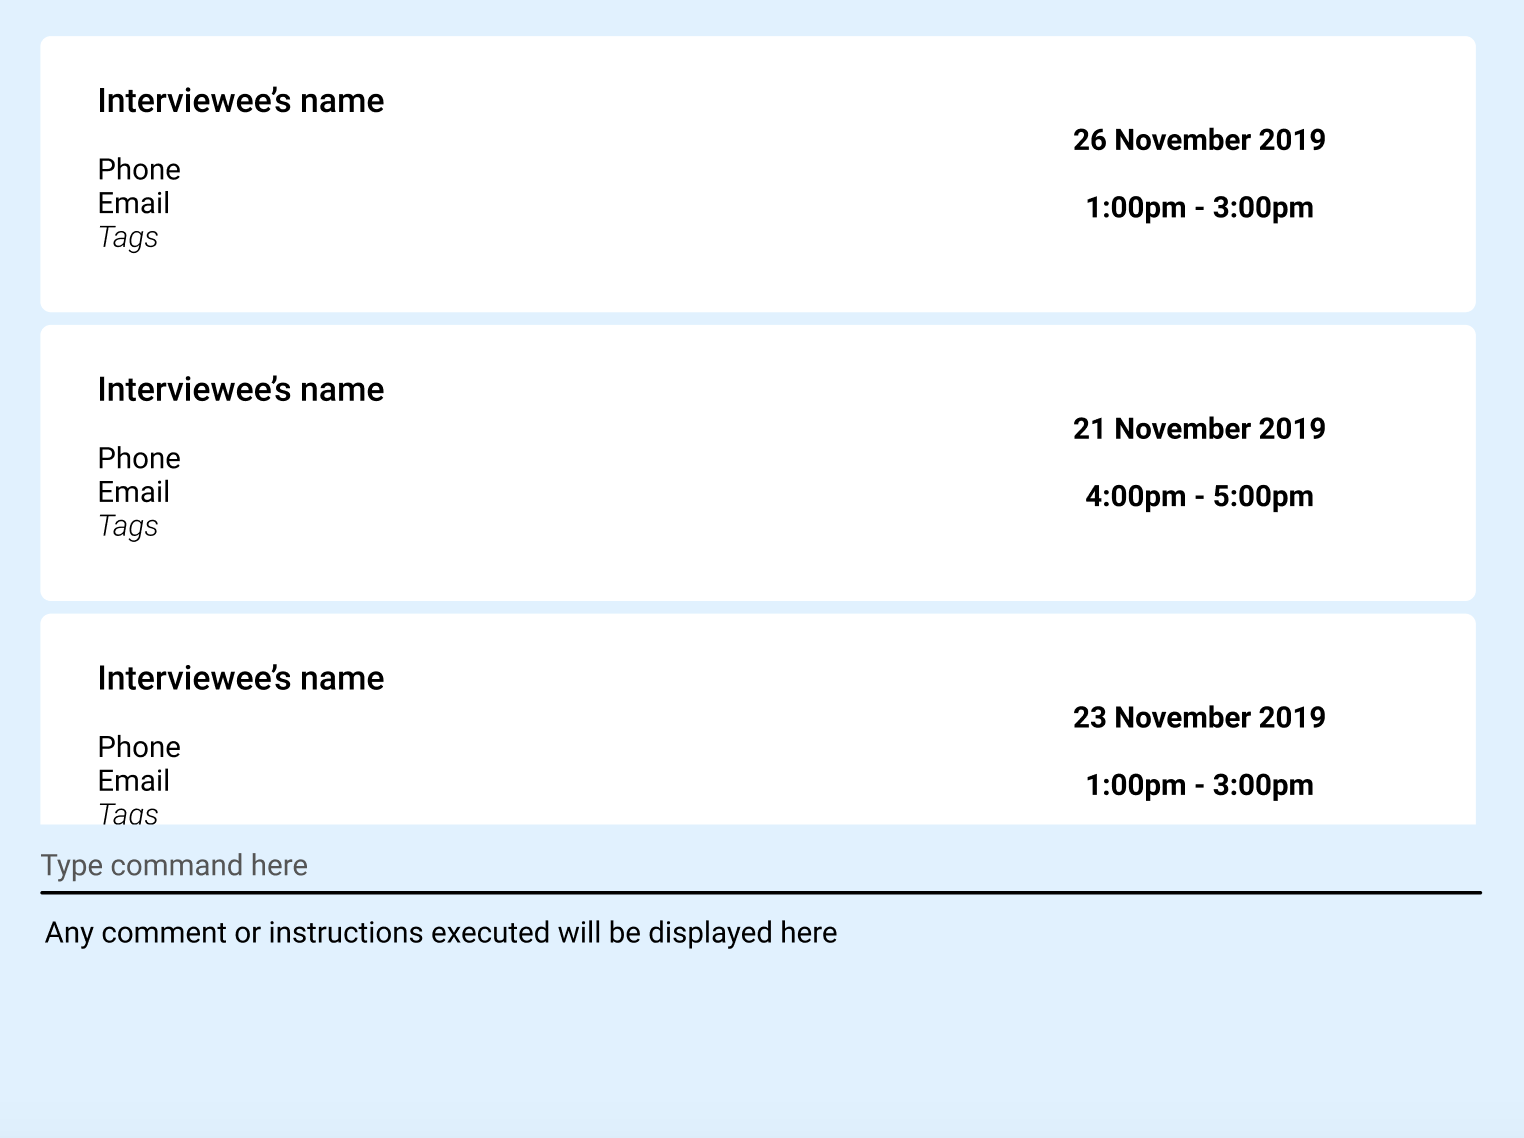 Interviewee’s name
26 November 2019
Phone
Email
1:00pm - 3:00pm
Tags
Interviewee’s name
21 November 2019
Phone
Email
4:00pm - 5:00pm
Tags
Interviewee’s name
23 November 2019
Phone
Email
1:00pm - 3:00pm
Tags
Type command here
Any comment or instructions executed will be displayed here